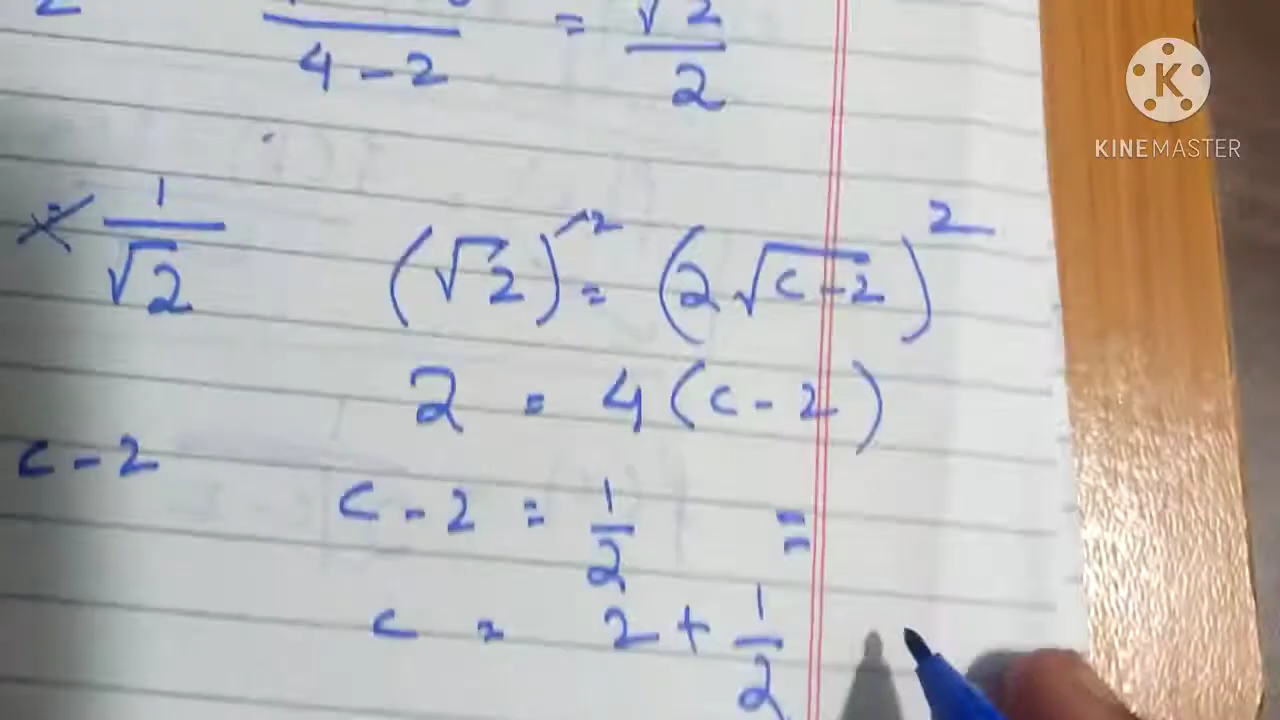 2
4 - 2 = √2/2
K
KINEMASTER
1/√2 (√2)^2 = (2√(c-2))^2
2 = 4(c-2)
c-2
c-2 = 1/2 =
c = 2 + 1/2